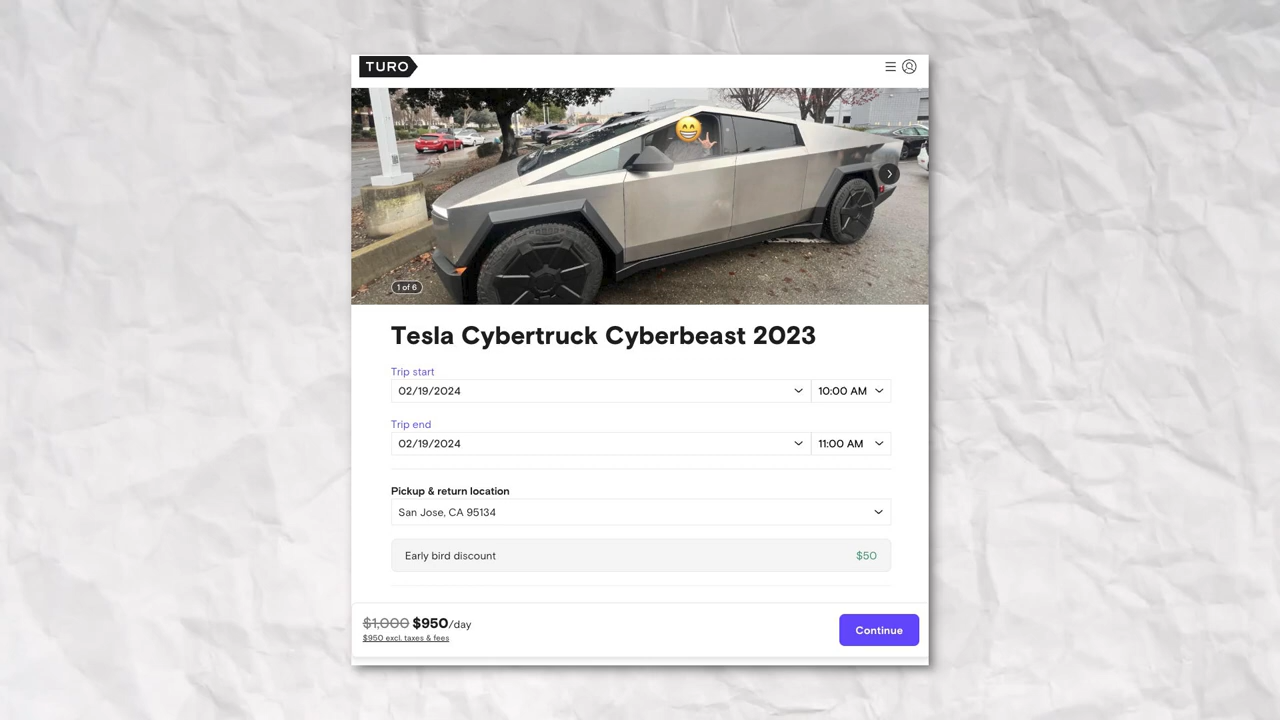 TURO
1 of 6
Tesla Cybertruck Cyberbeast 2023
Trip start
02/19/2024 10:00 AM
Trip end
02/19/2024 11:00 AM
Pickup & return location
San Jose, CA 95134
Early bird discount $50
$1,000 $950/day
$950 excl. taxes & fees
Continue